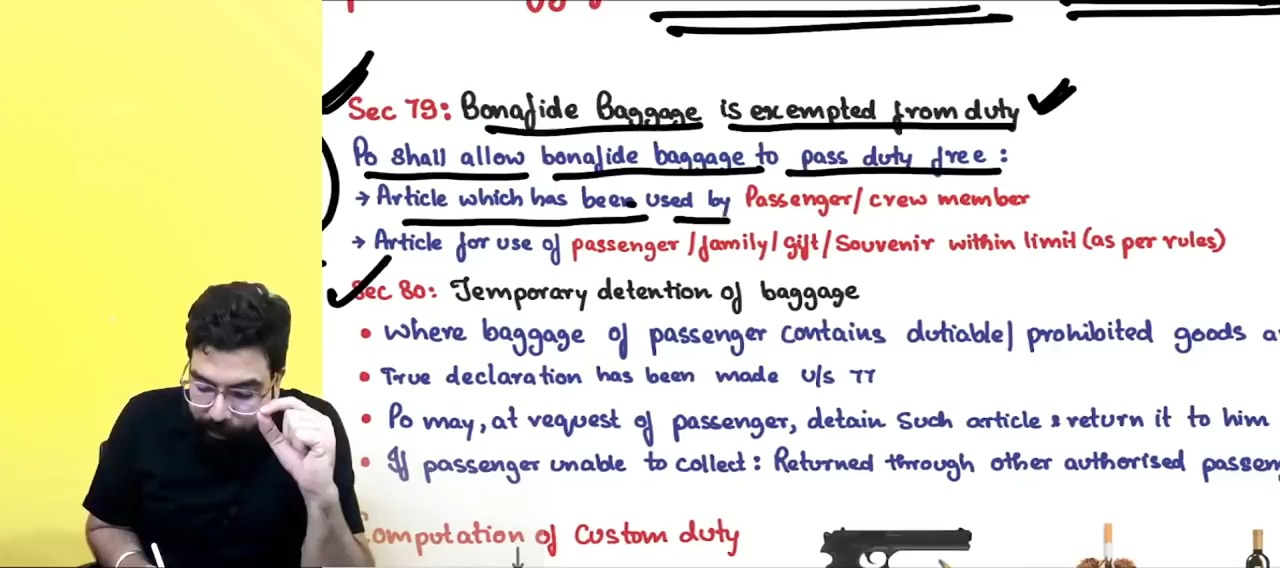 Sec 79: Bonafide Baggage is exempted from duty
Po shall allow bonafide baggage to pass duty free :
→ Article which has been used by Passenger/ crew member
→ Article for use of passenger /family/ gift/ Souvenir within limit (as per rules)
Sec 80: Temporary detention of baggage
• where baggage of passenger contains dutiable/ prohibited goods
• True declaration has been made u/s 77
• Po may, at request of passenger, detain Such article & return it to him
• If passenger unable to collect: Returned through other authorised
Computation of Custom duty